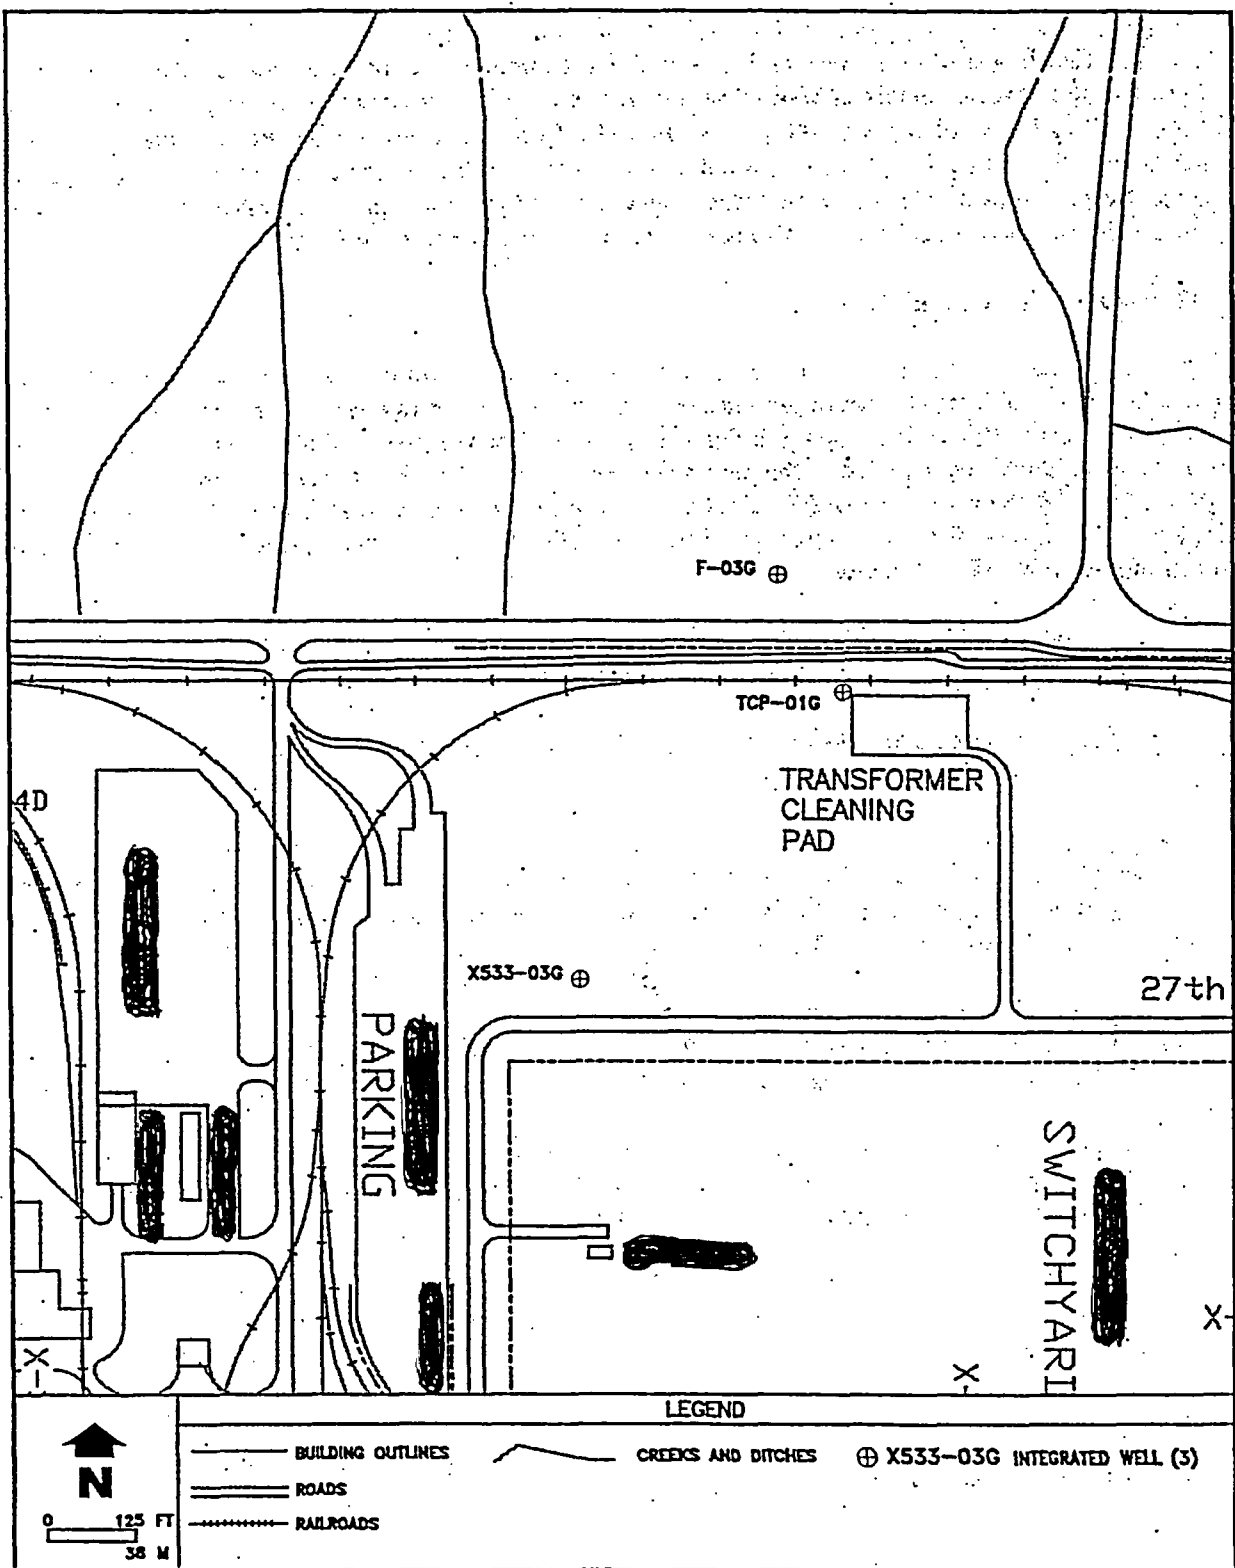 F-03G
TCP-01G
TRANSFORMER
CLEANING
PAD
4D
X533-03G
27th
PARKING
SWITCHYARD
X-
X-
X-
LEGEND
BUILDING OUTLINES
CREEKS AND DITCHES
X533-03G INTEGRATED WELL (3)
ROADS
RAILROADS
N
0 125 FT
38 M